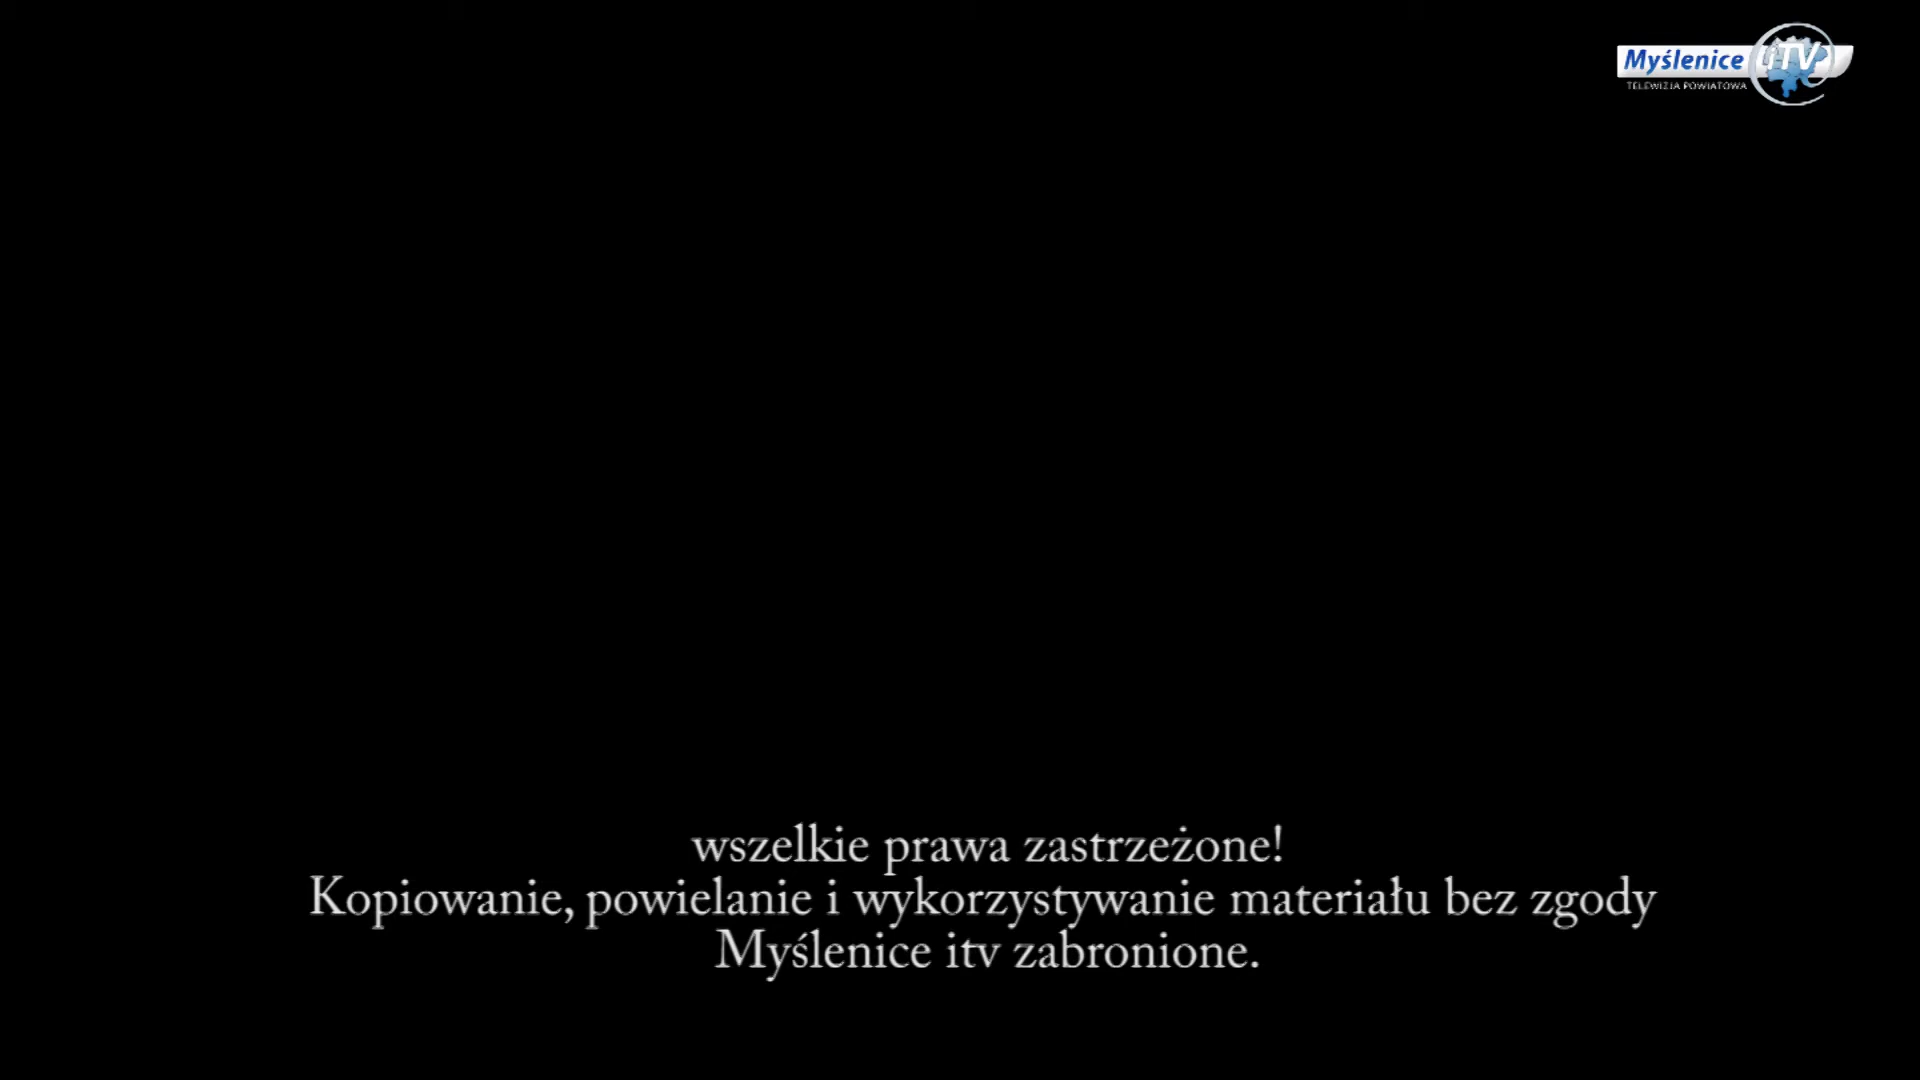 Myślenice iTV
TELEWIZJA POWIATOWA
wszelkie prawa zastrzeżone!
Kopiowanie, powielanie i wykorzystywanie materiału bez zgody
Myślenice itv zabronione.